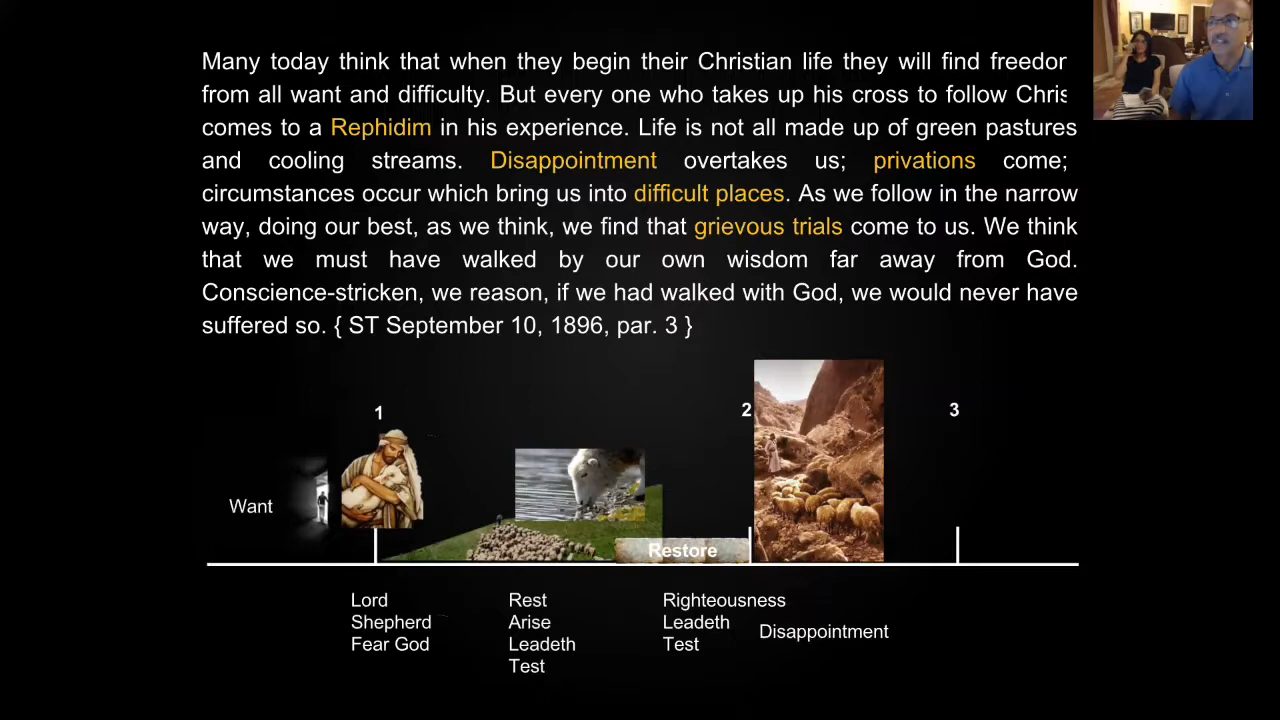 Many today think that when they begin their Christian life they will find freedor
from all want and difficulty. But every one who takes up his cross to follow Chris
comes to a Rephidim in his experience. Life is not all made up of green pastures
and cooling streams. Disappointment overtakes us; privations come;
circumstances occur which bring us into difficult places. As we follow in the narrow
way, doing our best, as we think, we find that grievous trials come to us. We think
that we must have walked by our own wisdom far away from God.
Conscience-stricken, we reason, if we had walked with God, we would never have
suffered so. { ST September 10, 1896, par. 3 }
1
2
3
Want
Restore
Lord
Shepherd
Fear God
Rest
Arise
Leadeth
Test
Righteousness
Leadeth
Test
Disappointment